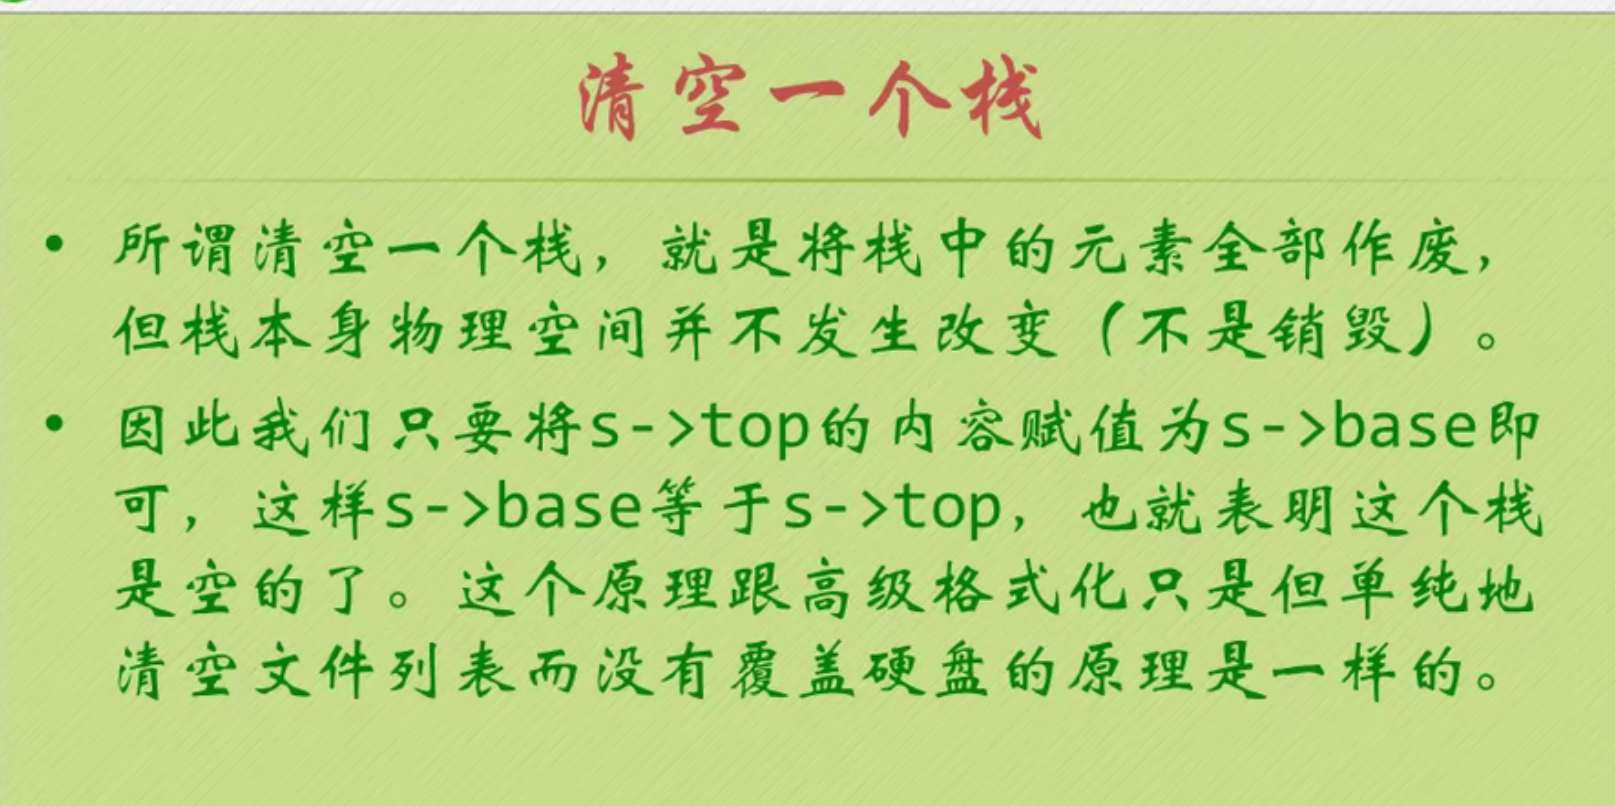 清空一个栈
• 所谓清空一个栈，就是将栈中的元素全部作废，
但栈本身物理空间并不发生改变（不是销毁）。
• 因此我们只要将s->top的内容赋值为s->base即
可，这样s->base等于s->top，也就表明这个栈
是空的了。这个原理跟高级格式化只是但单纯地
清空文件列表而没有覆盖硬盘的原理是一样的。